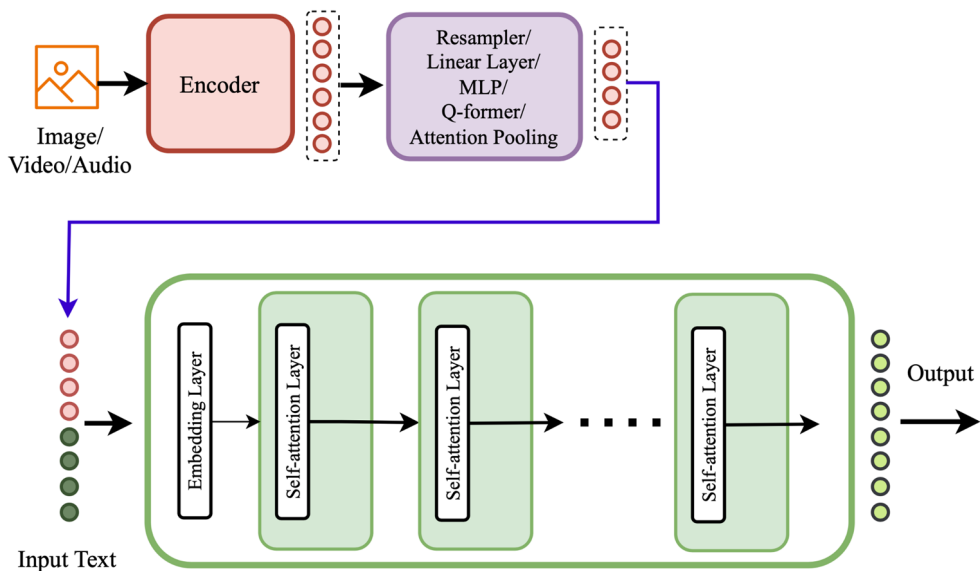 Image/
Video/Audio
Encoder
Resampler/
Linear Layer/
MLP/
Q-former/
Attention Pooling
Input Text
Embedding Layer
Self-attention Layer
Self-attention Layer
Self-attention Layer
Output